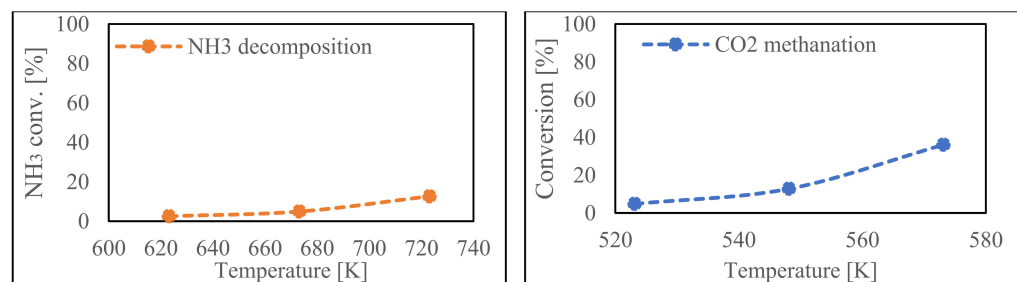 100
80
60
40
20
0
NH3 conv. [%]
NH3 decomposition
600 620 640 660 680 700 720 740
Temperature [K]
100
80
60
40
20
0
Conversion [%]
CO2 methanation
520 540 560 580
Temperature [K]